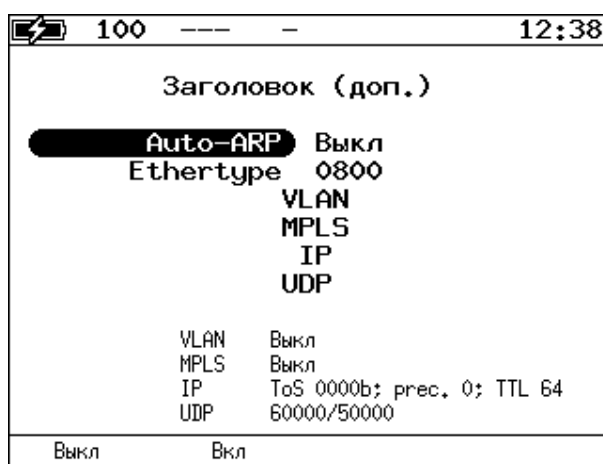 100 --- - 12:38
Заголовок (доп.)
Auto-ARP Выкл
Ethertype 0800
VLAN
MPLS
IP
UDP
VLAN Выкл
MPLS Выкл
IP ToS 0000b; prec. 0; TTL 64
UDP 60000/50000
Выкл Вкл